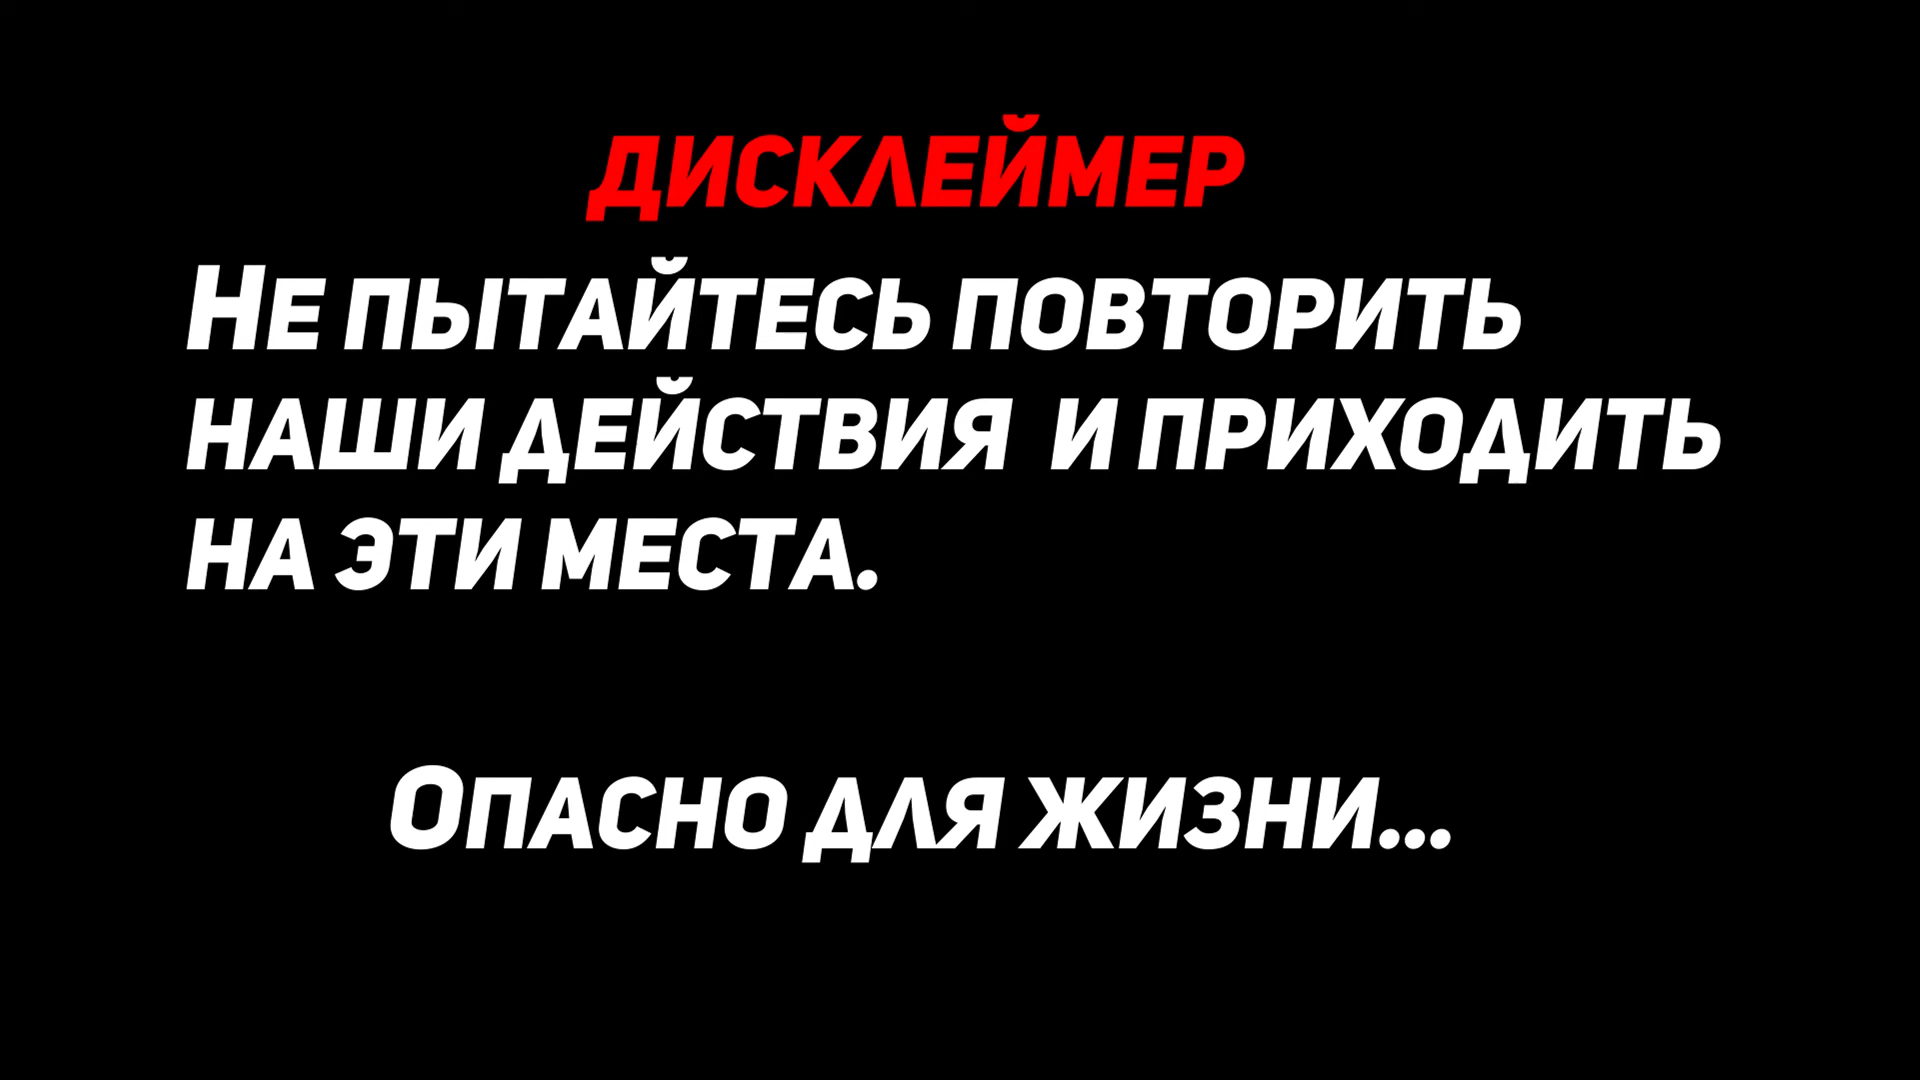 ДИСКЛЕЙМЕР
НЕ ПЫТАЙТЕСЬ ПОВТОРИТЬ
НАШИ ДЕЙСТВИЯ И ПРИХОДИТЬ
НА ЭТИ МЕСТА.
ОПАСНО ДЛЯ ЖИЗНИ...